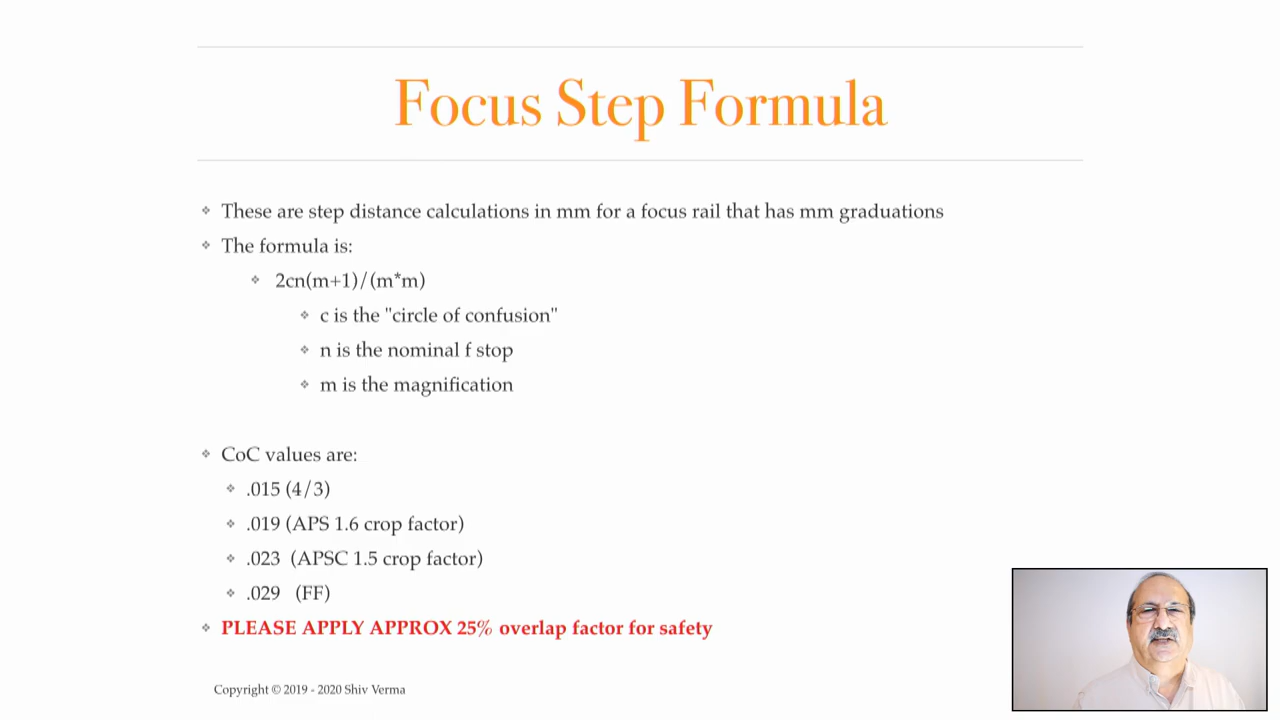 Focus Step Formula
These are step distance calculations in mm for a focus rail that has mm graduations
The formula is:
2cn(m+1)/(m*m)
c is the "circle of confusion"
n is the nominal f stop
m is the magnification
CoC values are:
.015 (4/3)
.019 (APS 1.6 crop factor)
.023 (APSC 1.5 crop factor)
.029 (FF)
PLEASE APPLY APPROX 25% overlap factor for safety
Copyright © 2019 - 2020 Shiv Verma